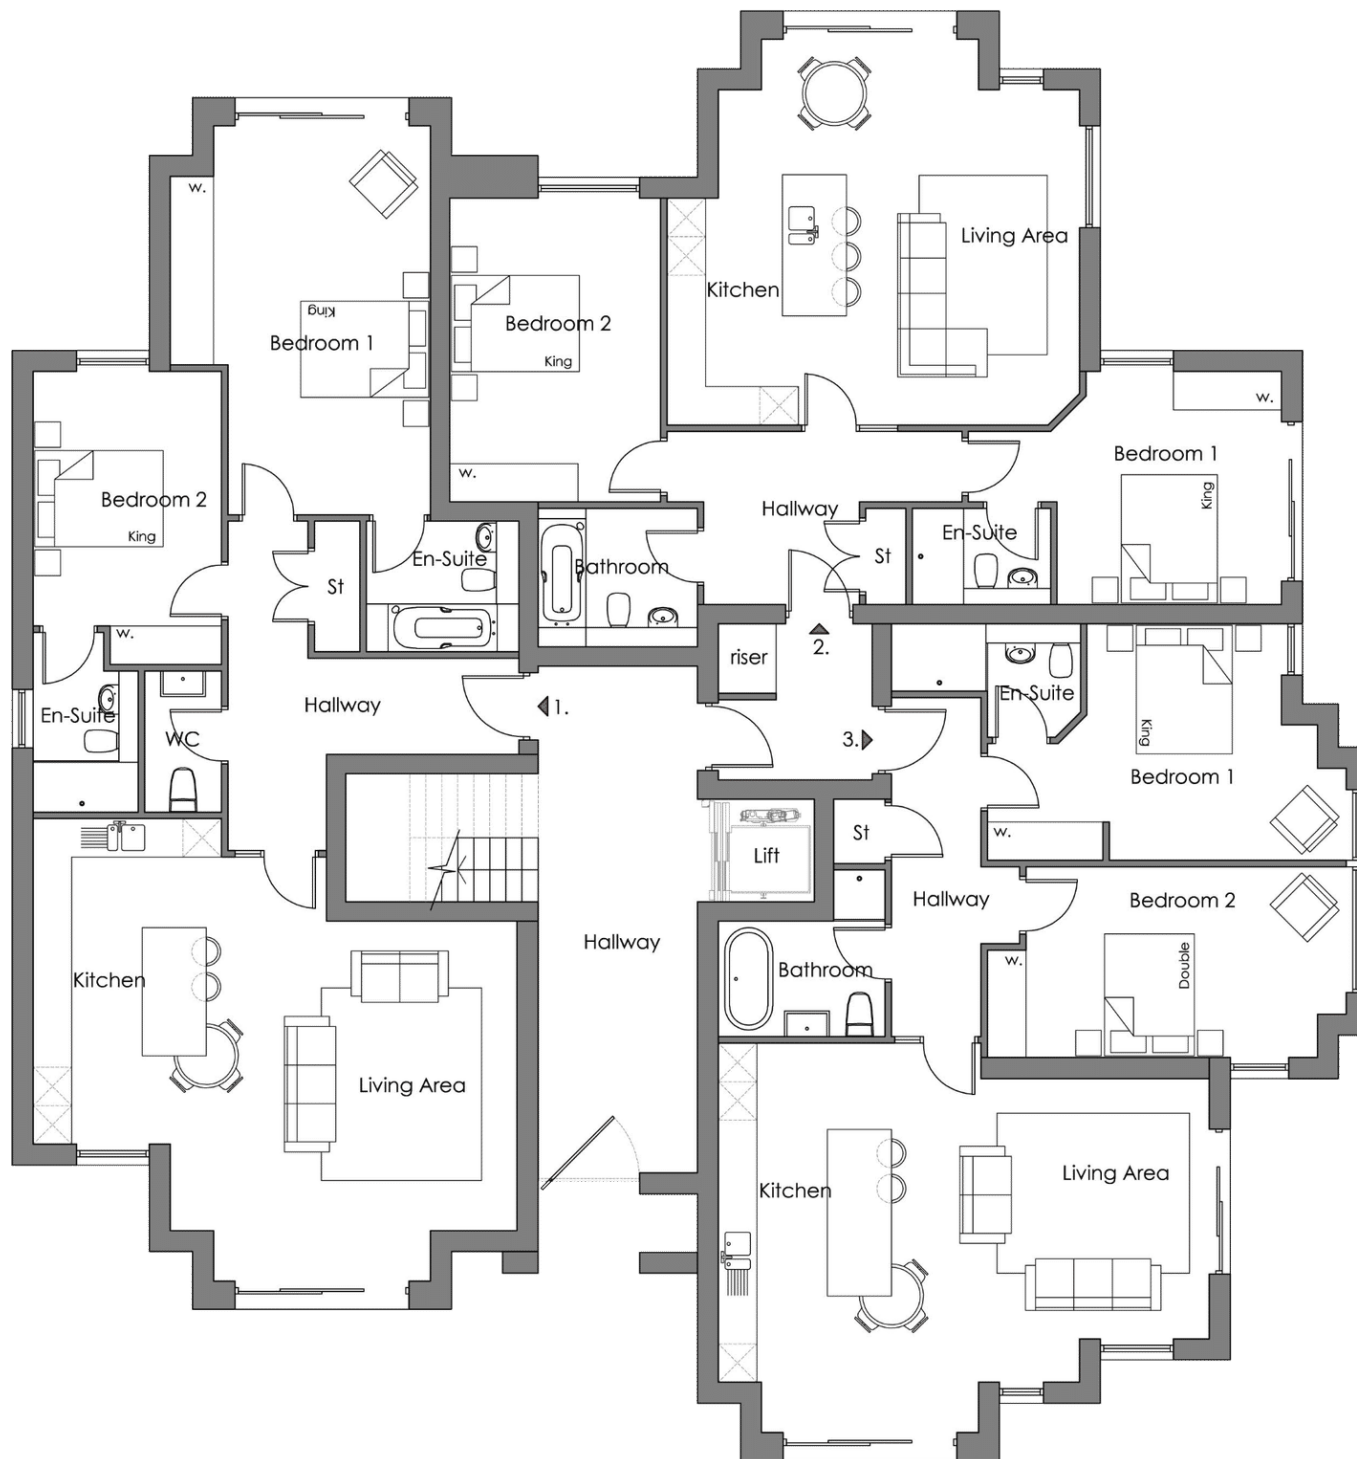 w.
King
Bedroom 1
Bedroom 2
King
Kitchen
Living Area
w.
Bedroom 2
King
w.
Bedroom 1
King
w.
En-Suite
St
Bathroom
Hallway
St
En-Suite
w.
En-Suite
WC
Hallway
1.
riser
2.
3.
En-Suite
King
Bedroom 1
w.
St
Lift
Hallway
Bedroom 2
Double
w.
Hallway
Bathroom
Kitchen
Living Area
Kitchen
Living Area